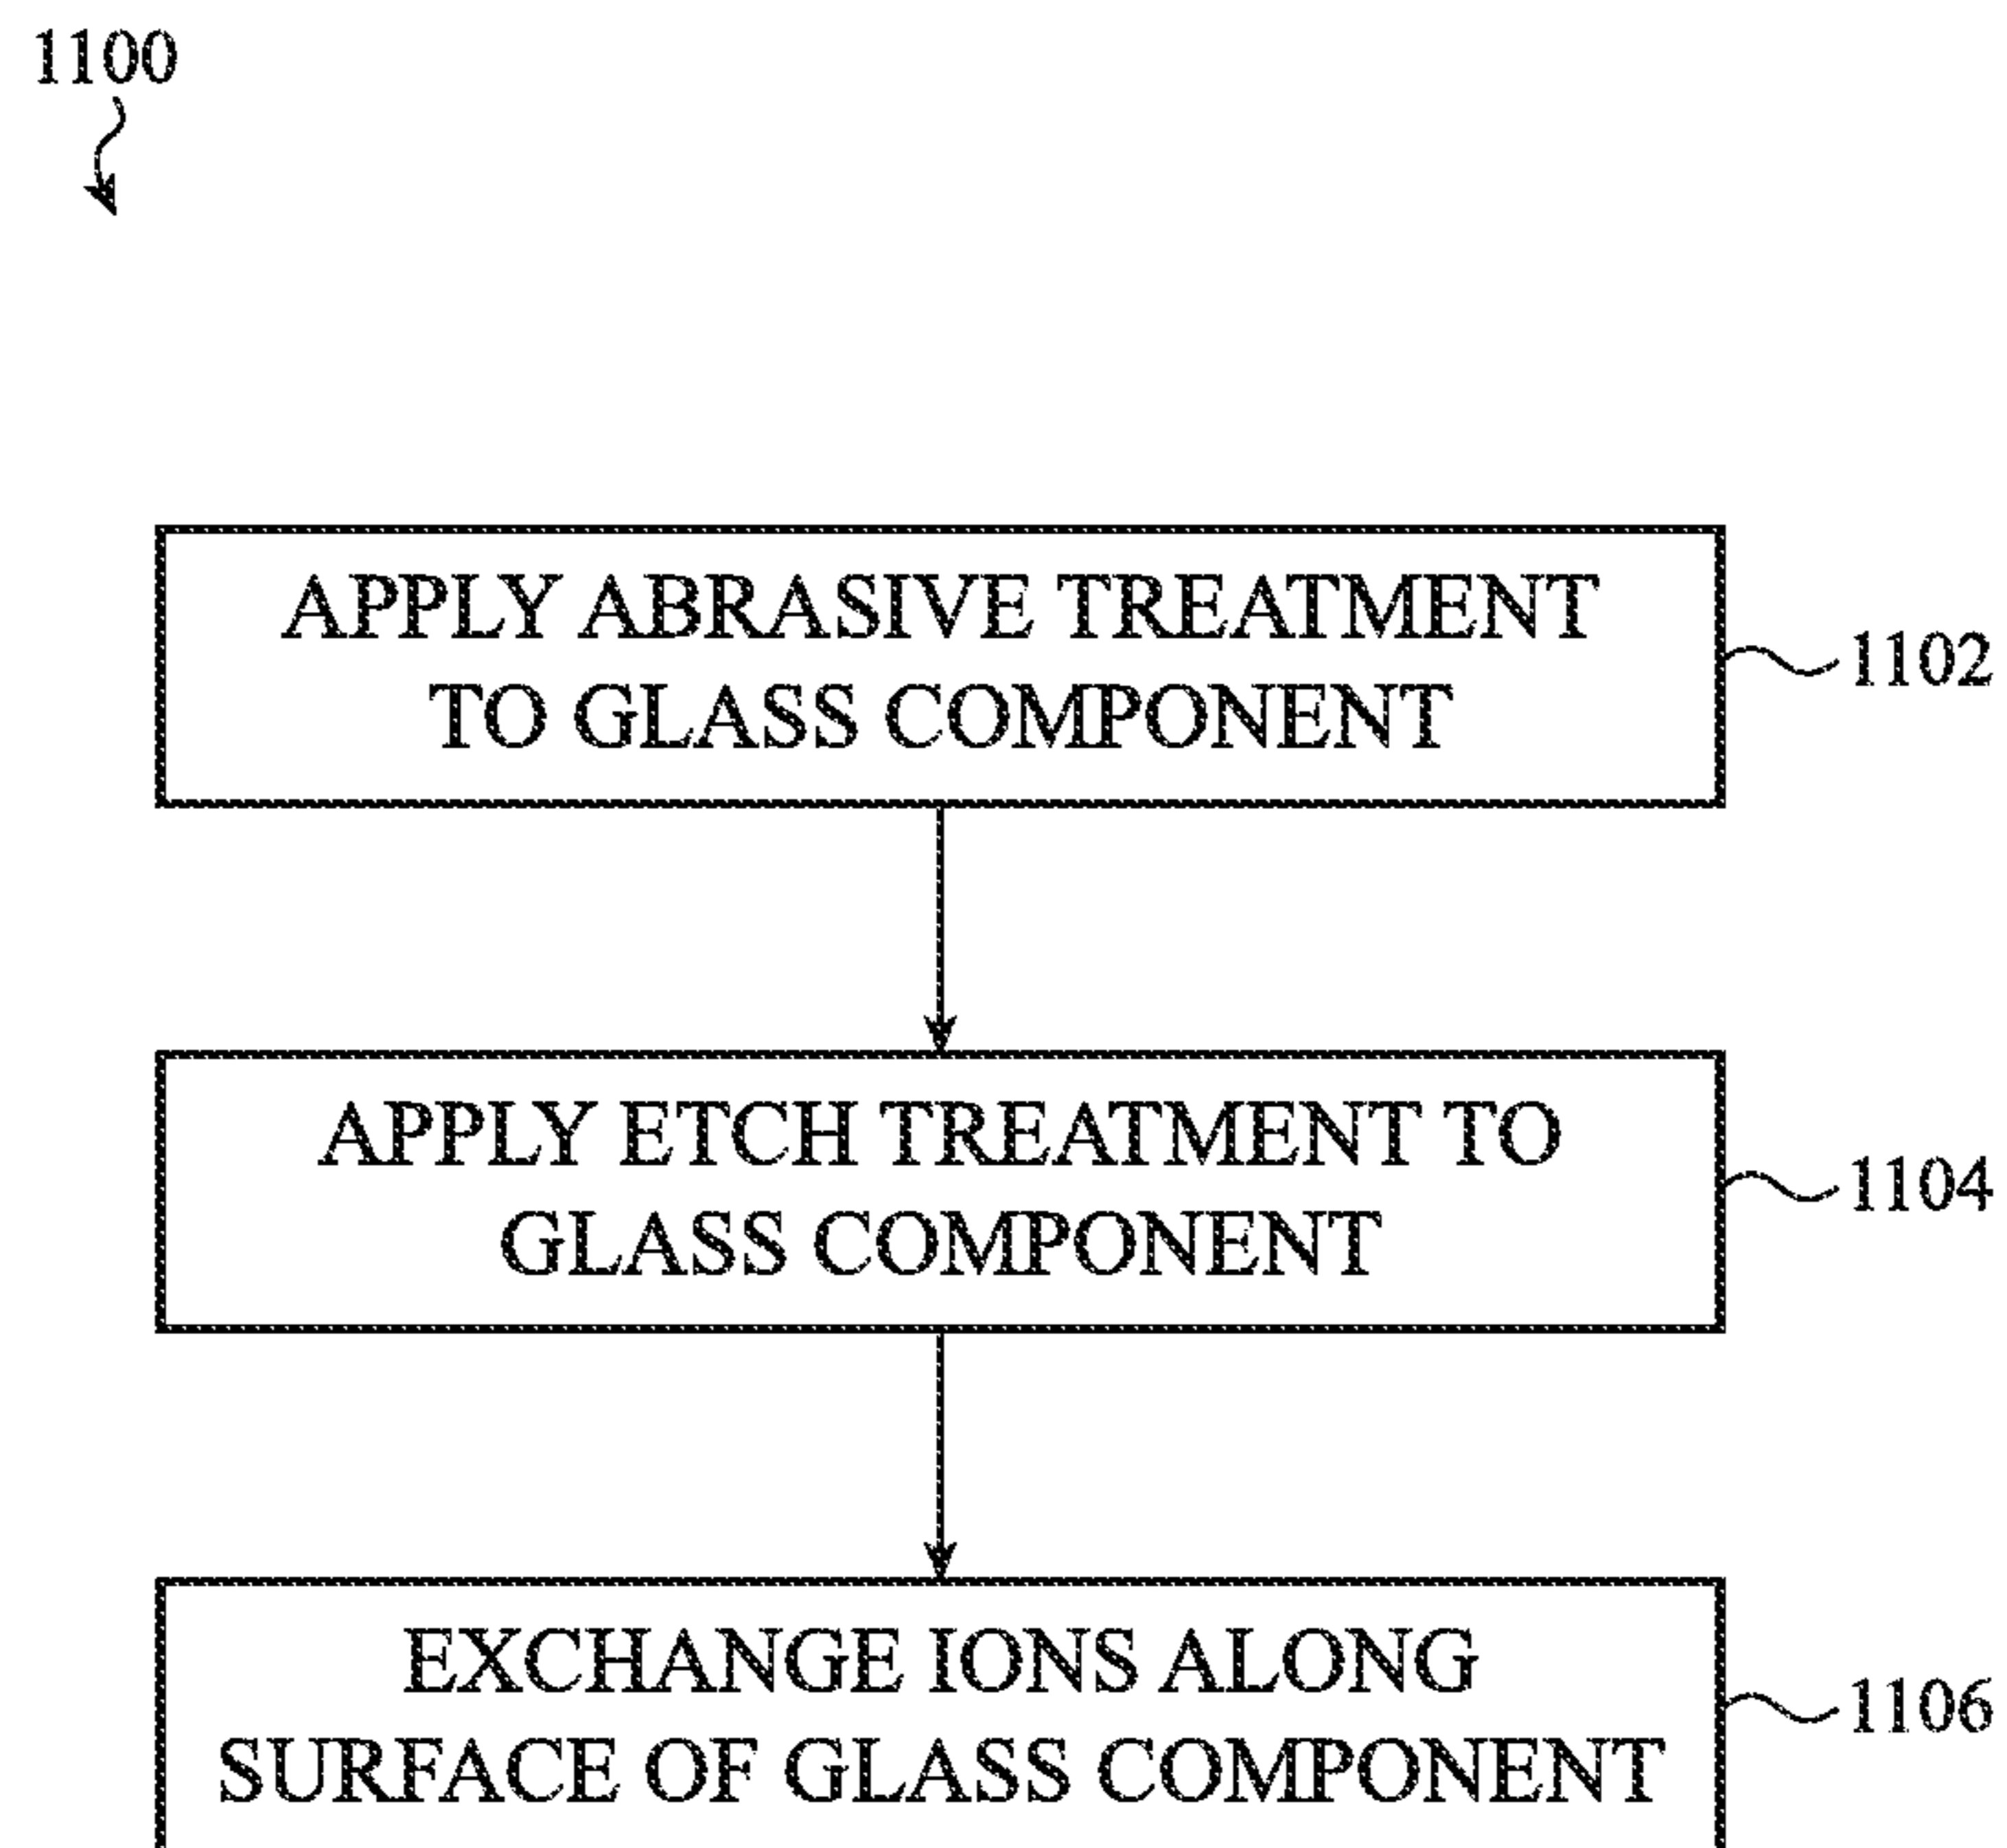 1100
APPLY ABRASIVE TREATMENT
TO GLASS COMPONENT
1102
APPLY ETCH TREATMENT TO
GLASS COMPONENT
1104
EXCHANGE IONS ALONG
SURFACE OF GLASS COMPONENT
1106